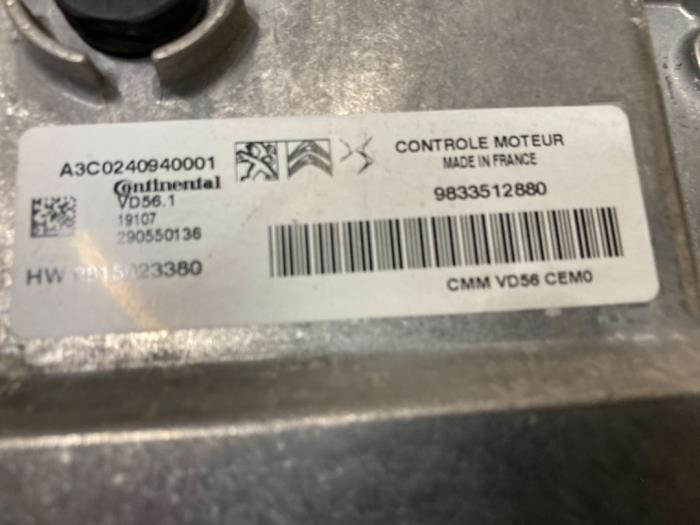 A3C0240940001
Continental
VD56.1
19107
290550136
HW
CONTROLE MOTEUR
MADE IN FRANCE
9833512880
CMM VD56 CEM0